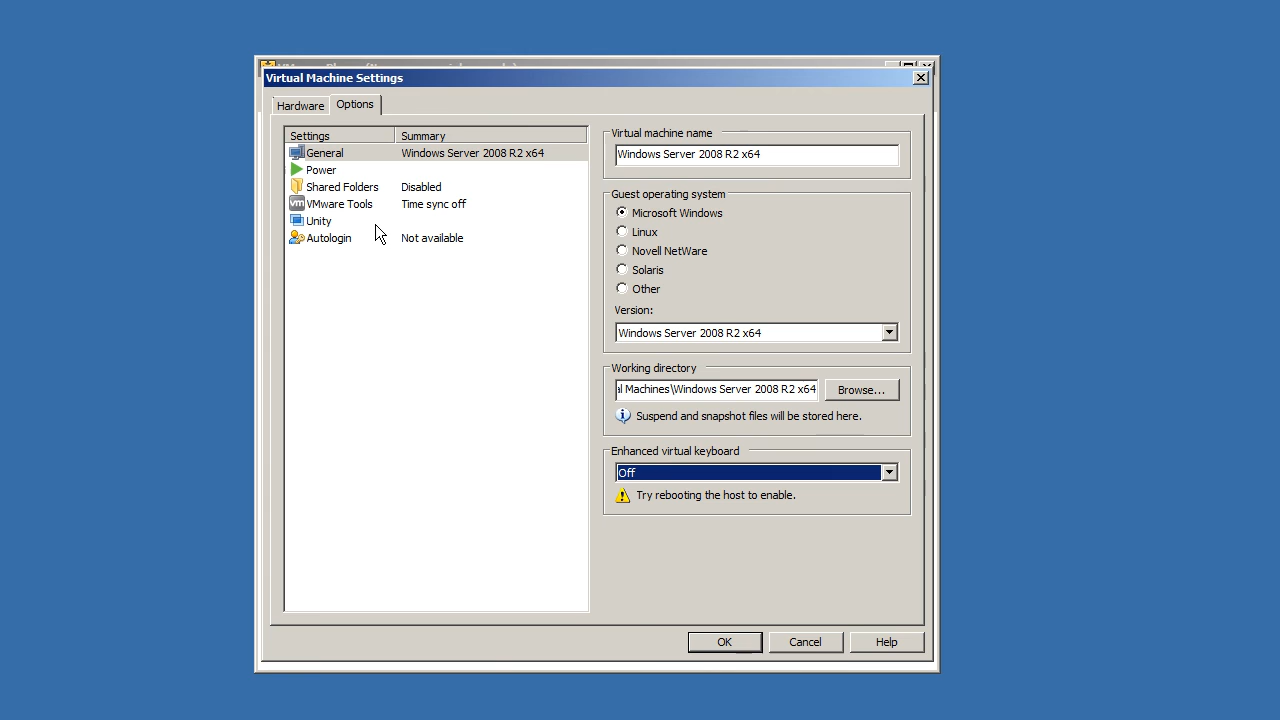 Virtual Machine Settings
Hardware
Options
Settings
Summary
General
Windows Server 2008 R2 x64
Power
Shared Folders
Disabled
VMware Tools
Time sync off
Unity
Autologin
Not available
Virtual machine name
Windows Server 2008 R2 x64
Guest operating system
Microsoft Windows
Linux
Novell NetWare
Solaris
Other
Version:
Windows Server 2008 R2 x64
Working directory
al Machines\Windows Server 2008 R2 x64
Browse...
Suspend and snapshot files will be stored here.
Enhanced virtual keyboard
Off
Try rebooting the host to enable.
OK
Cancel
Help